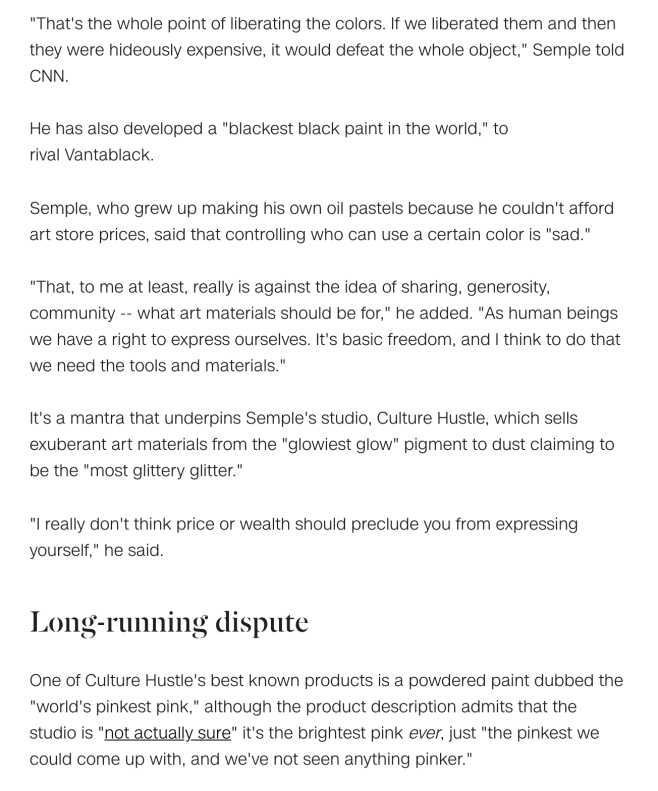 "That's the whole point of liberating the colors. If we liberated them and then
they were hideously expensive, it would defeat the whole object," Semple told
CNN.
He has also developed a "blackest black paint in the world," to
rival Vantablack.
Semple, who grew up making his own oil pastels because he couldn't afford
art store prices, said that controlling who can use a certain color is "sad."
"That, to me at least, really is against the idea of sharing, generosity,
community -- what art materials should be for," he added. "As human beings
we have a right to express ourselves. It's basic freedom, and I think to do that
we need the tools and materials."
It's a mantra that underpins Semple's studio, Culture Hustle, which sells
exuberant art materials from the "glowiest glow" pigment to dust claiming to
be the "most glittery glitter."
"I really don't think price or wealth should preclude you from expressing
yourself," he said.
Long-running dispute
One of Culture Hustle's best known products is a powdered paint dubbed the
"world's pinkest pink," although the product description admits that the
studio is "not actually sure" it's the brightest pink ever, just "the pinkest we
could come up with, and we've not seen anything pinker."